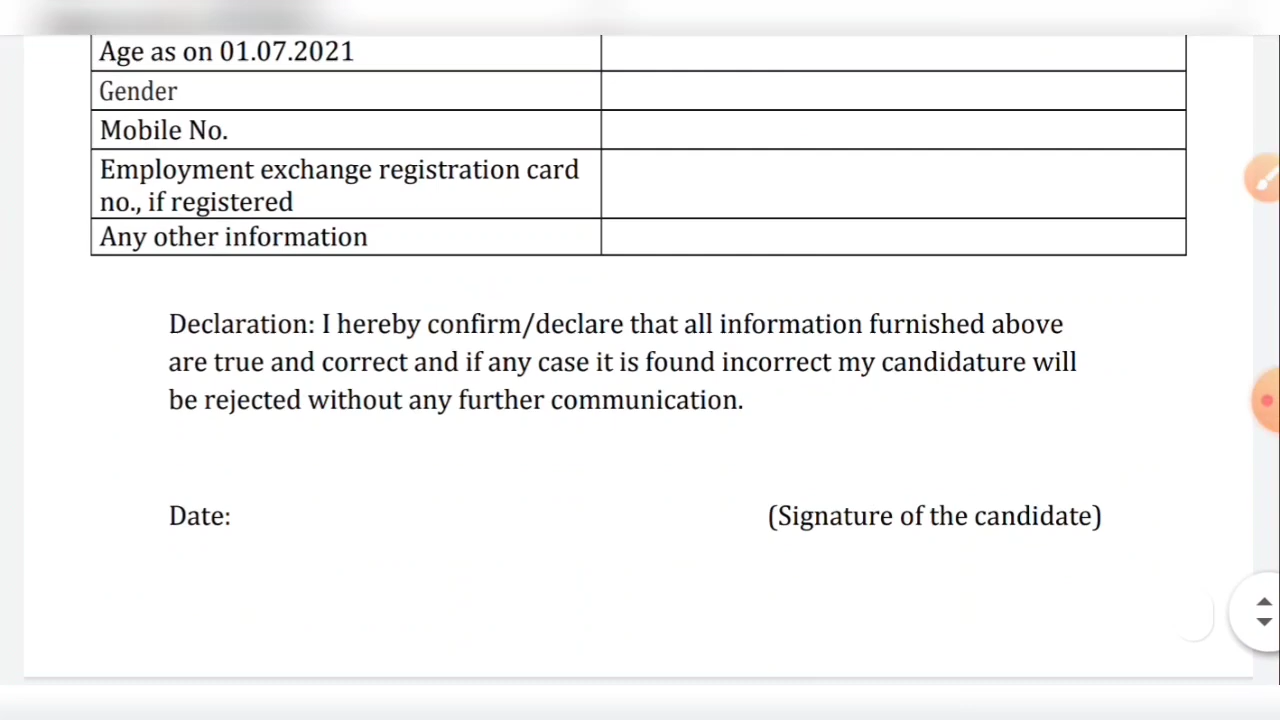 Age as on 01.07.2021
Gender
Mobile No.
Employment exchange registration card
no., if registered
Any other information
Declaration: I hereby confirm/declare that all information furnished above
are true and correct and if any case it is found incorrect my candidature will
be rejected without any further communication.
Date: (Signature of the candidate)